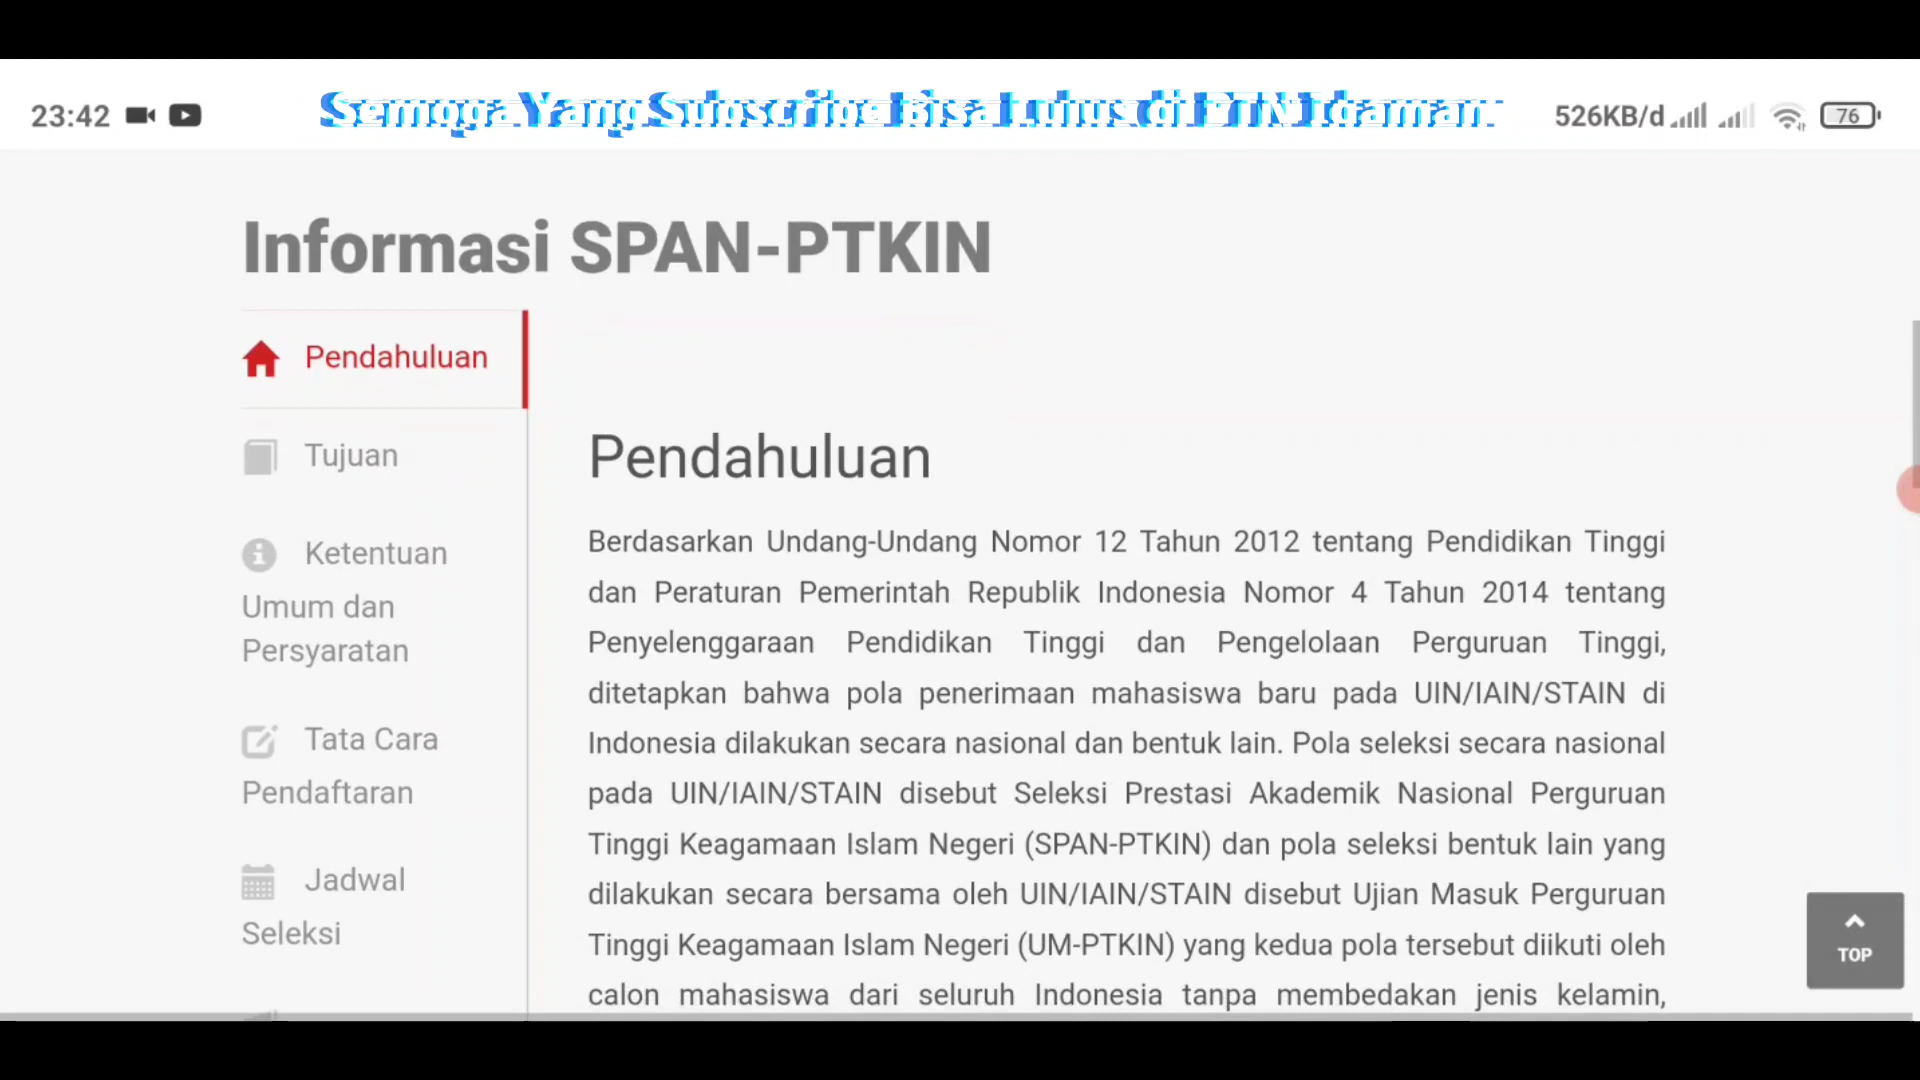 23:42
Semoga Yang Subscribe Bisa Lulus di PTN Idaman
526KB/d
76
Informasi SPAN-PTKIN
Pendahuluan
Tujuan
Ketentuan
Umum dan
Persyaratan
Tata Cara
Pendaftaran
Jadwal
Seleksi
Pendahuluan
Berdasarkan Undang-Undang Nomor 12 Tahun 2012 tentang Pendidikan Tinggi
dan Peraturan Pemerintah Republik Indonesia Nomor 4 Tahun 2014 tentang
Penyelenggaraan Pendidikan Tinggi dan Pengelolaan Perguruan Tinggi,
ditetapkan bahwa pola penerimaan mahasiswa baru pada UIN/IAIN/STAIN di
Indonesia dilakukan secara nasional dan bentuk lain. Pola seleksi secara nasional
pada UIN/IAIN/STAIN disebut Seleksi Prestasi Akademik Nasional Perguruan
Tinggi Keagamaan Islam Negeri (SPAN-PTKIN) dan pola seleksi bentuk lain yang
dilakukan secara bersama oleh UIN/IAIN/STAIN disebut Ujian Masuk Perguruan
Tinggi Keagamaan Islam Negeri (UM-PTKIN) yang kedua pola tersebut diikuti oleh
calon mahasiswa dari seluruh Indonesia tanpa membedakan jenis kelamin,
TOP